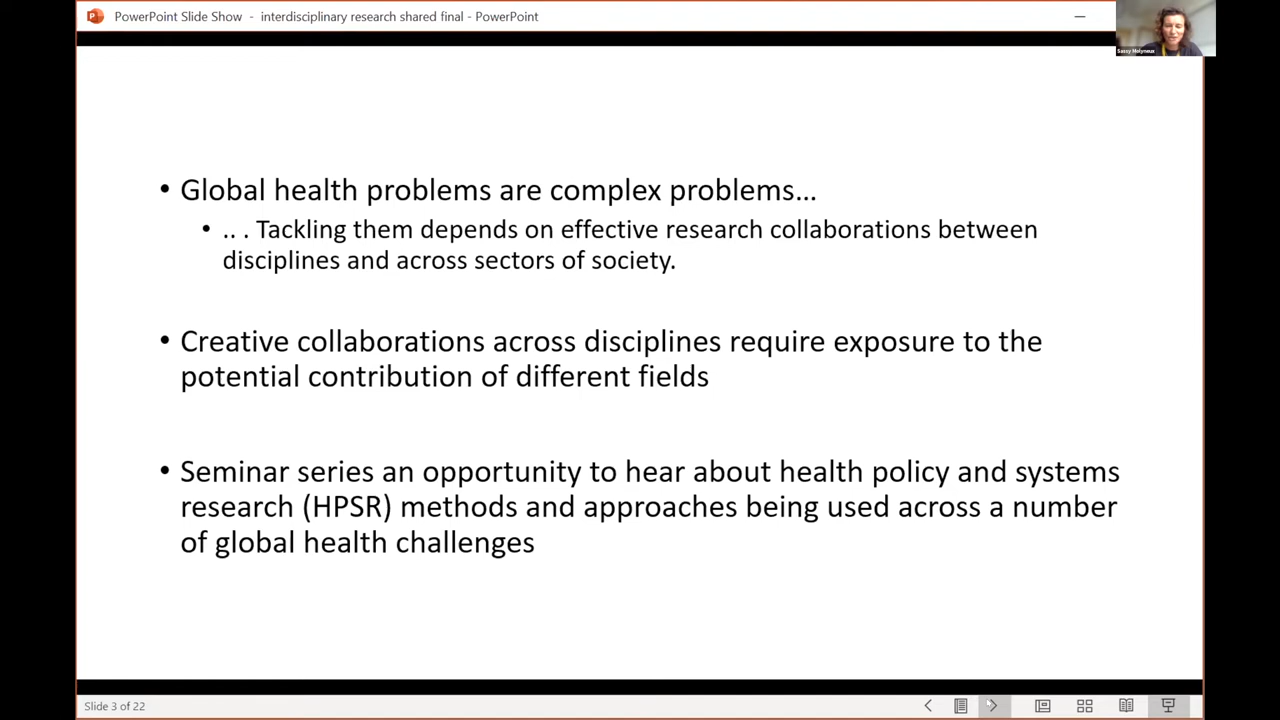 PowerPoint Slide Show - interdisciplinary research shared final - PowerPoint
Sassy Molyneux
• Global health problems are complex problems…
• .. . Tackling them depends on effective research collaborations between
disciplines and across sectors of society.
• Creative collaborations across disciplines require exposure to the
potential contribution of different fields
• Seminar series an opportunity to hear about health policy and systems
research (HPSR) methods and approaches being used across a number
of global health challenges
Slide 3 of 22